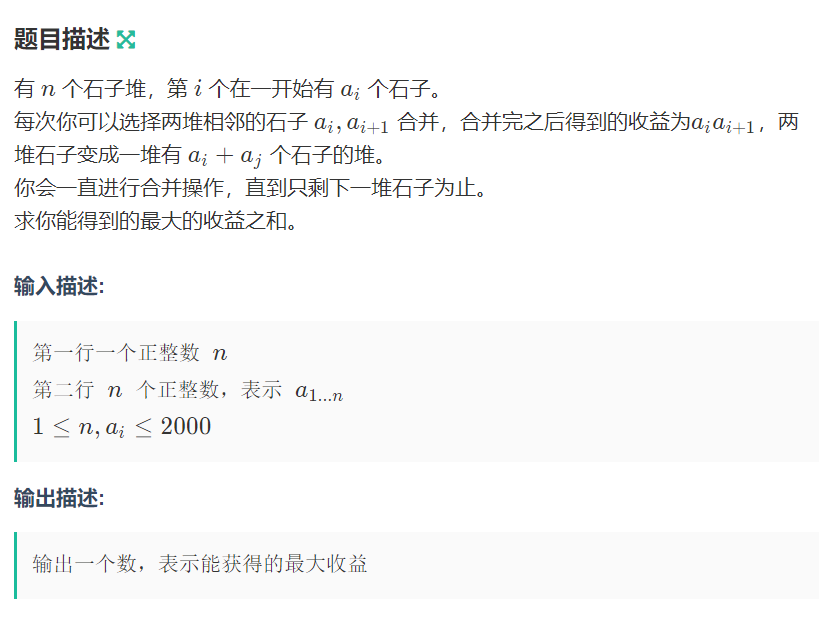 题目描述
有 n 个石子堆，第 i 个在一开始有 a_i 个石子。
每次你可以选择两堆相邻的石子 a_i, a_{i+1} 合并，合并完之后得到的收益为a_i a_{i+1}，两
堆石子变成一堆有 a_i + a_j 个石子的堆。
你会一直进行合并操作，直到只剩下一堆石子为止。
求你能得到的最大的收益之和。
输入描述:
第一行一个正整数 n
第二行 n 个正整数，表示 a_{1...n}
1 ≤ n, a_i ≤ 2000
输出描述:
输出一个数，表示能获得的最大收益